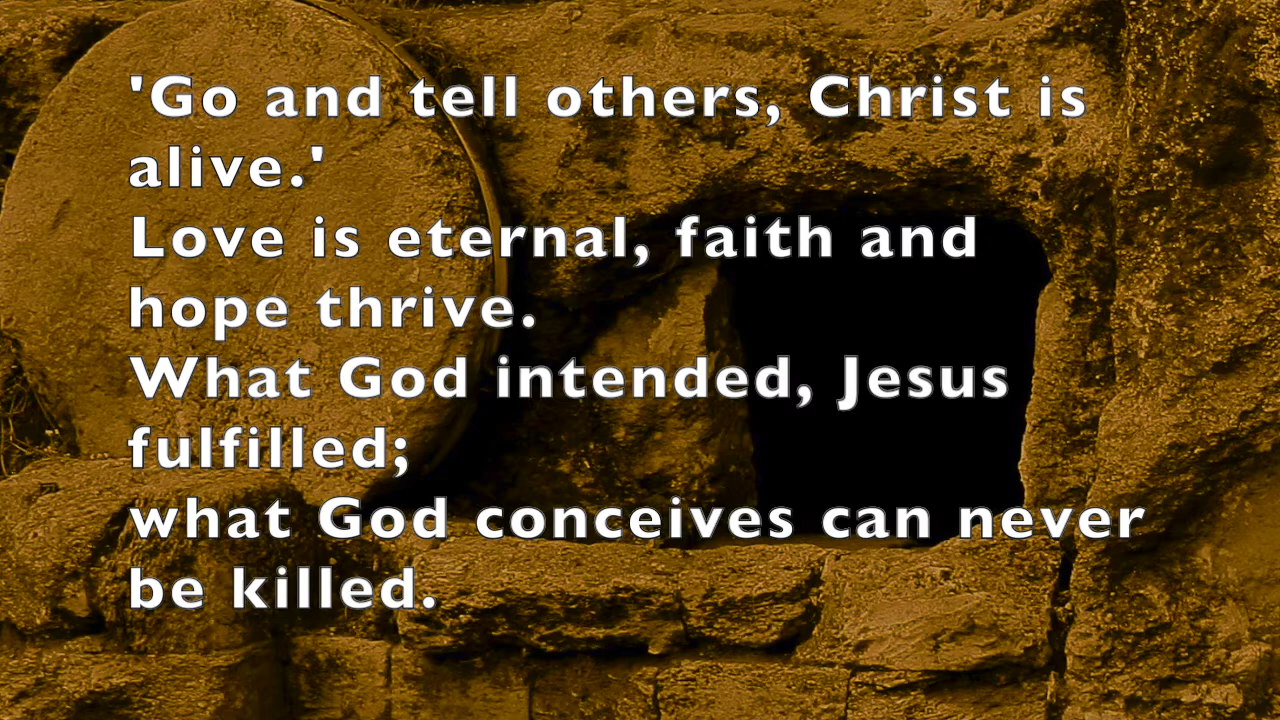 'Go and tell others, Christ is
alive.'
Love is eternal, faith and
hope thrive.
What God intended, Jesus
fulfilled;
what God conceives can never
be killed.